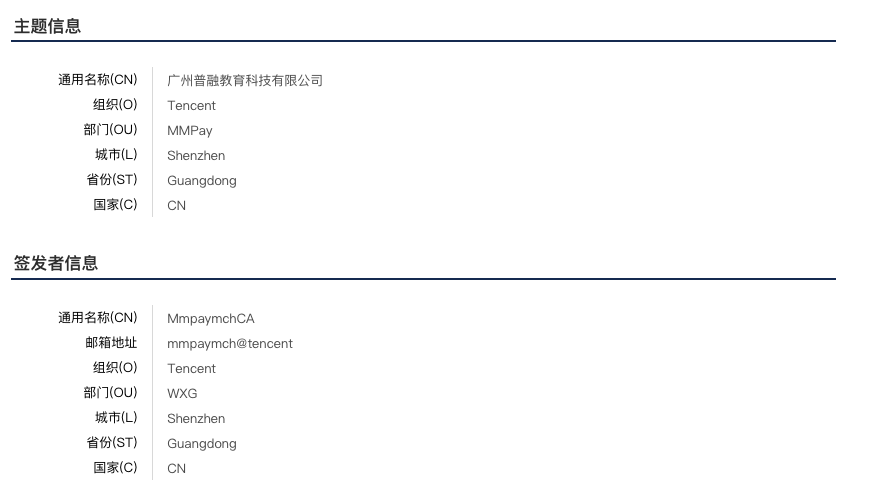 主题信息
通用名称(CN) 广州普融教育科技有限公司
组织(O) Tencent
部门(OU) MMPay
城市(L) Shenzhen
省份(ST) Guangdong
国家(C) CN
签发者信息
通用名称(CN) MmpaymchCA
邮箱地址 mmpaymch@tencent
组织(O) Tencent
部门(OU) WXG
城市(L) Shenzhen
省份(ST) Guangdong
国家(C) CN